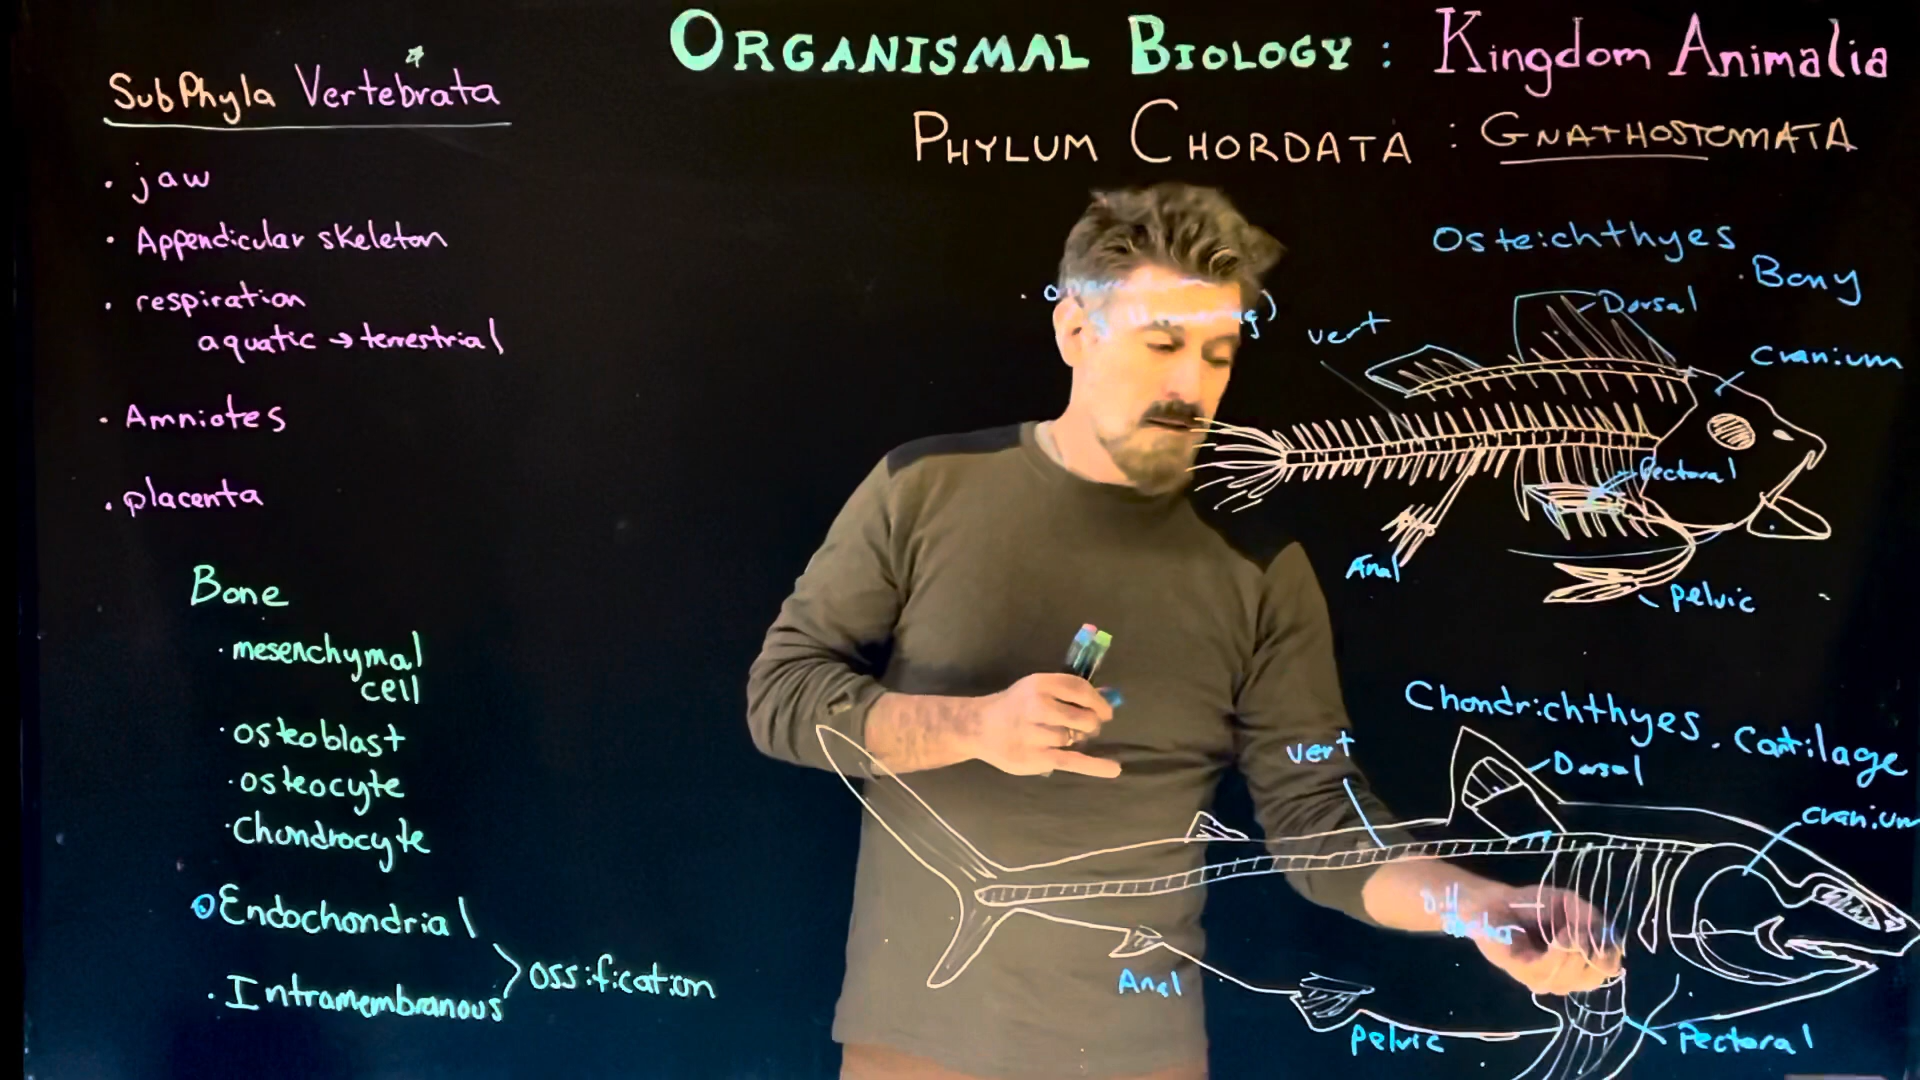 ORGANISMAL BIOLOGY : Kingdom Animalia
PHYLUM CHORDATA : GNATHOSTOMATA
SubPhyla Vertebrata
· jaw
· Appendicular skeleton
· respiration
aquatic → terrestrial
· Amniotes
· placenta
Bone
· mesenchymal
cell
· osteoblast
· osteocyte
· Chondrocyte
Endochondrial
· Intramembranous
ossification
Osteichthyes
· Bony
Dorsal
vert
cranium
Pectoral
Anal
pelvic
Chondrichthyes . Cartilage
vert
Dorsal
cranium
Gill
Anal
pelvic
Pectoral